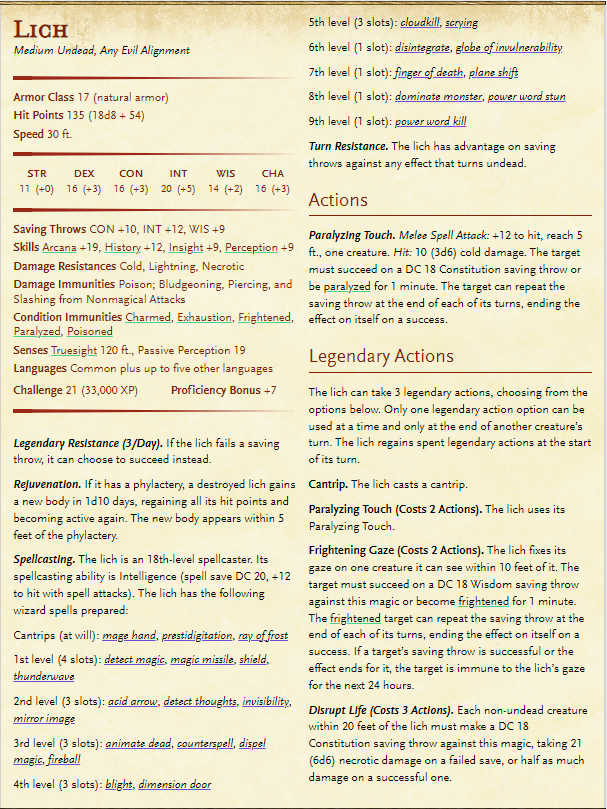 LICH
Medium Undead, Any Evil Alignment
Armor Class 17 (natural armor)
Hit Points 135 (18d8 + 54)
Speed 30 ft.
STR DEX CON INT WIS CHA
11 (+0) 16 (+3) 16 (+3) 20 (+5) 14 (+2) 16 (+3)
Saving Throws CON +10, INT +12, WIS +9
Skills Arcana +19, History +12, Insight +9, Perception +9
Damage Resistances Cold, Lightning, Necrotic
Damage Immunities Poison; Bludgeoning, Piercing, and
Slashing from Nonmagical Attacks
Condition Immunities Charmed, Exhaustion, Frightened,
Paralyzed, Poisoned
Senses Truesight 120 ft., Passive Perception 19
Languages Common plus up to five other languages
Challenge 21 (33,000 XP) Proficiency Bonus +7
Legendary Resistance (3/Day). If the lich fails a saving
throw, it can choose to succeed instead.
Rejuvenation. If it has a phylactery, a destroyed lich gains
a new body in 1d10 days, regaining all its hit points and
becoming active again. The new body appears within 5
feet of the phylactery.
Spellcasting. The lich is an 18th-level spellcaster. Its
spellcasting ability is Intelligence (spell save DC 20, +12
to hit with spell attacks). The lich has the following
wizard spells prepared:
Cantrips (at will): mage hand, prestidigitation, ray of frost
1st level (4 slots): detect magic, magic missile, shield,
thunderwave
2nd level (3 slots): acid arrow, detect thoughts, invisibility,
mirror image
3rd level (3 slots): animate dead, counterspell, dispel
magic, fireball
4th level (3 slots): blight, dimension door
5th level (3 slots): cloudkill, scrying
6th level (1 slot): disintegrate, globe of invulnerability
7th level (1 slot): finger of death, plane shift
8th level (1 slot): dominate monster, power word stun
9th level (1 slot): power word kill
Turn Resistance. The lich has advantage on saving
throws against any effect that turns undead.
Actions
Paralyzing Touch. Melee Spell Attack: +12 to hit, reach 5
ft., one creature. Hit: 10 (3d6) cold damage. The target
must succeed on a DC 18 Constitution saving throw or
be paralyzed for 1 minute. The target can repeat the
saving throw at the end of each of its turns, ending the
effect on itself on a success.
Legendary Actions
The lich can take 3 legendary actions, choosing from the
options below. Only one legendary action option can be
used at a time and only at the end of another creature's
turn. The lich regains spent legendary actions at the start
of its turn.
Cantrip. The lich casts a cantrip.
Paralyzing Touch (Costs 2 Actions). The lich uses its
Paralyzing Touch.
Frightening Gaze (Costs 2 Actions). The lich fixes its
gaze on one creature it can see within 10 feet of it. The
target must succeed on a DC 18 Wisdom saving throw
against this magic or become frightened for 1 minute.
The frightened target can repeat the saving throw at the
end of each of its turns, ending the effect on itself on a
success. If a target's saving throw is successful or the
effect ends for it, the target is immune to the lich's gaze
for the next 24 hours.
Disrupt Life (Costs 3 Actions). Each non-undead creature
within 20 feet of the lich must make a DC 18
Constitution saving throw against this magic, taking 21
(6d6) necrotic damage on a failed save, or half as much
damage on a successful one.